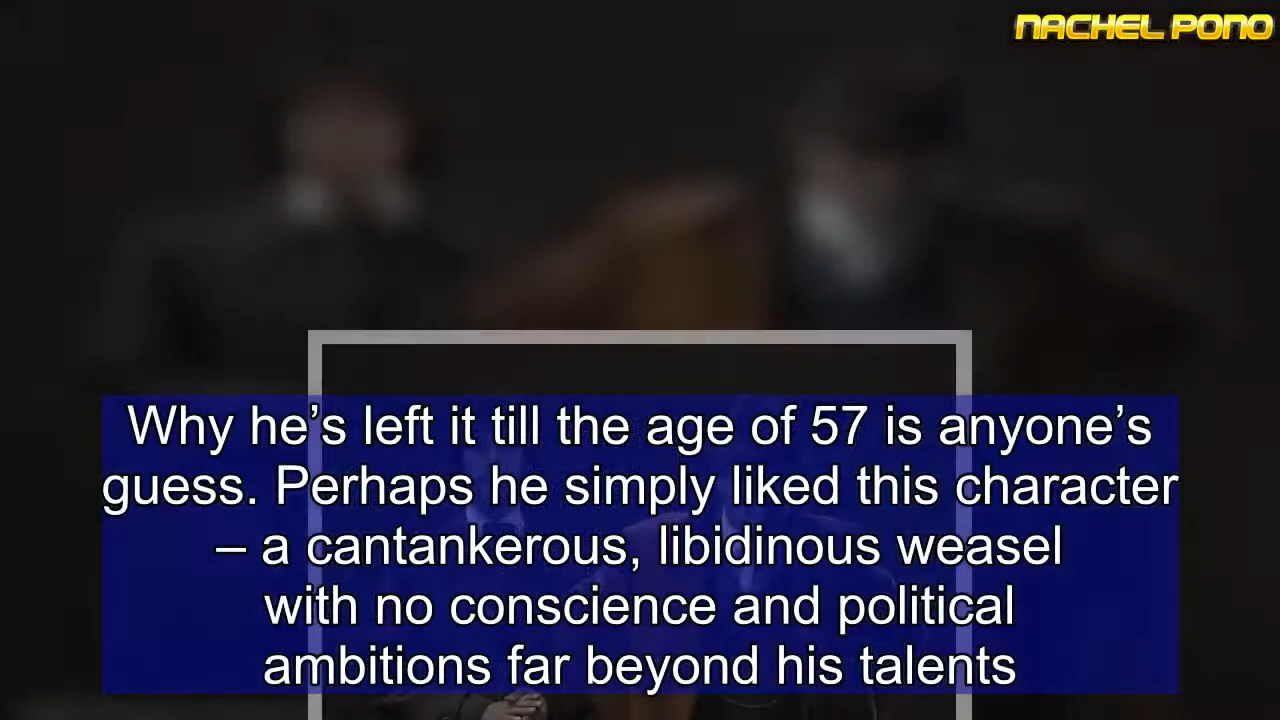 NACHEL PONO
Why he’s left it till the age of 57 is anyone’s
guess. Perhaps he simply liked this character
– a cantankerous, libidinous weasel
with no conscience and political
ambitions far beyond his talents